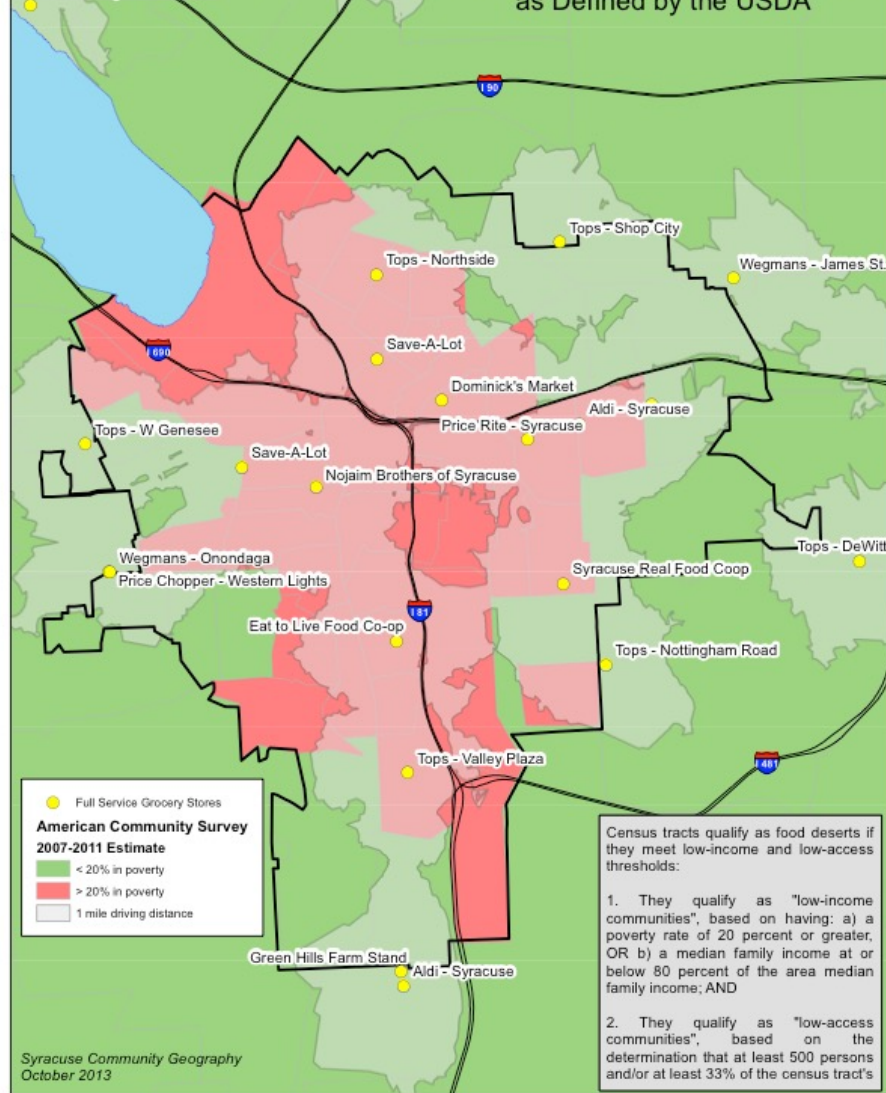 as Defined by the USDA
I 90
Tops - Shop City
Tops - Northside
Wegmans - James St.
I 690
Save-A-Lot
Dominick's Market
Aldi - Syracuse
Price Rite - Syracuse
Tops - W Genesee
Save-A-Lot
Nojaim Brothers of Syracuse
Tops - DeWitt
Wegmans - Onondaga
Price Chopper - Western Lights
Syracuse Real Food Coop
I 81
Eat to Live Food Co-op
Tops - Nottingham Road
Tops - Valley Plaza
I 481
Full Service Grocery Stores
American Community Survey
2007-2011 Estimate
< 20% in poverty
> 20% in poverty
1 mile driving distance
Census tracts qualify as food deserts if
they meet low-income and low-access
thresholds:
1. They qualify as "low-income
communities", based on having: a) a
poverty rate of 20 percent or greater,
OR b) a median family income at or
below 80 percent of the area median
family income; AND
2. They qualify as "low-access
communities", based on the
determination that at least 500 persons
and/or at least 33% of the census tract's
Green Hills Farm Stand
Aldi - Syracuse
Syracuse Community Geography
October 2013